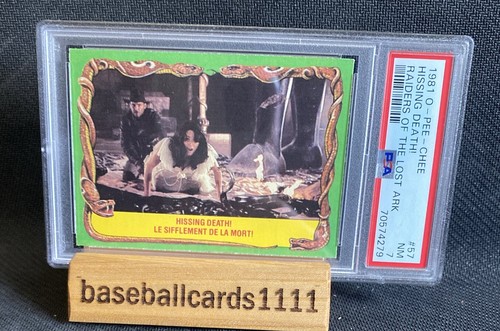 HISSING DEATH!
LE SIFFLEMENT DE LA MORT!
1981 O-PEE-CHEE
HISSING DEATH!
RAIDERS OF THE LOST ARK
#57
NM
7
70574279
PSA
baseballcards1111